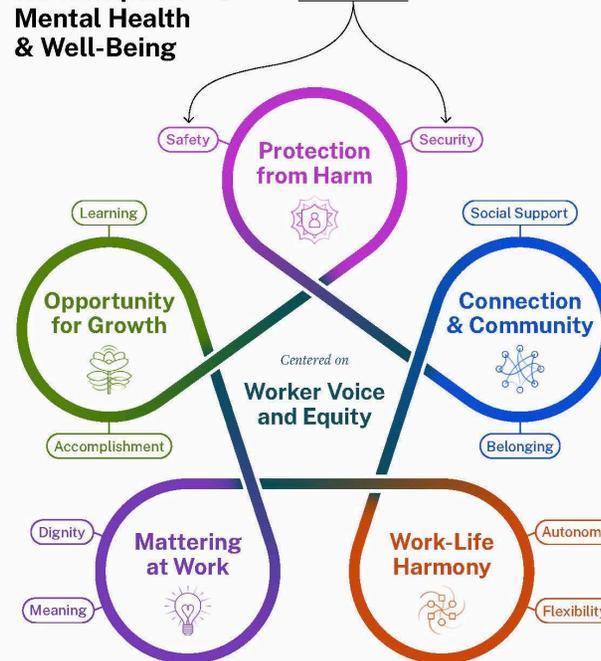 Mental Health
& Well-Being
Safety
Security
Protection
from Harm
Learning
Social Support
Opportunity
for Growth
Connection
& Community
Centered on
Worker Voice
and Equity
Accomplishment
Belonging
Dignity
Mattering
at Work
Work-Life
Harmony
Meaning